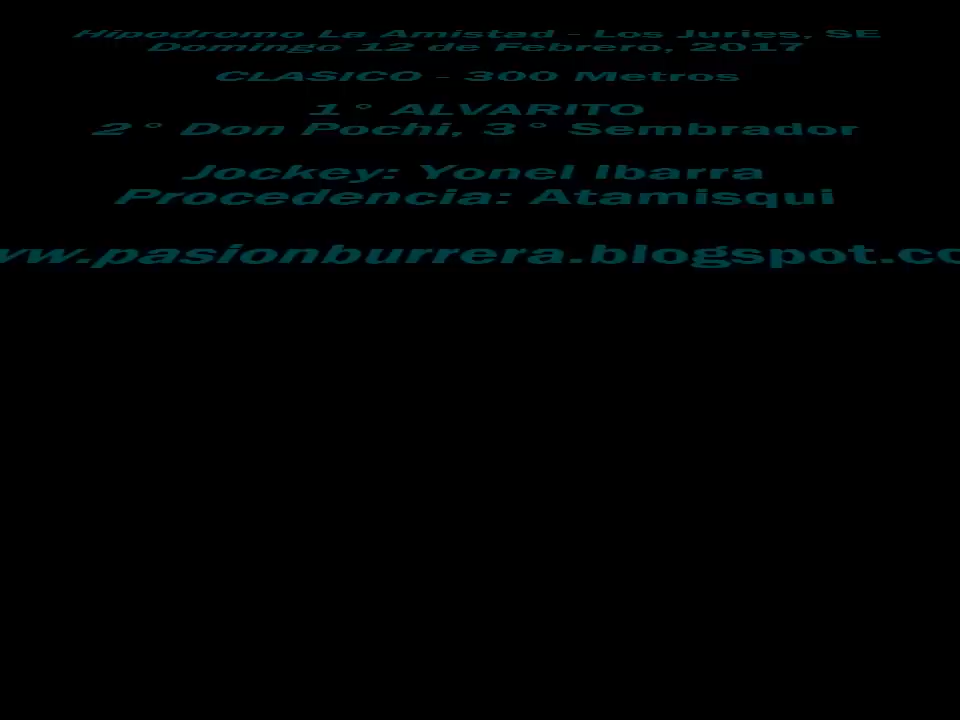 Hipodromo La Amistad - Los Juries, SE
Domingo 12 de Febrero, 2017
CLASICO - 300 Metros
1° ALVARITO
2° Don Pochi, 3° Sembrador
Jockey: Yonel Ibarra
Procedencia: Atamisqui
ww.pasionburrera.blogspot.co